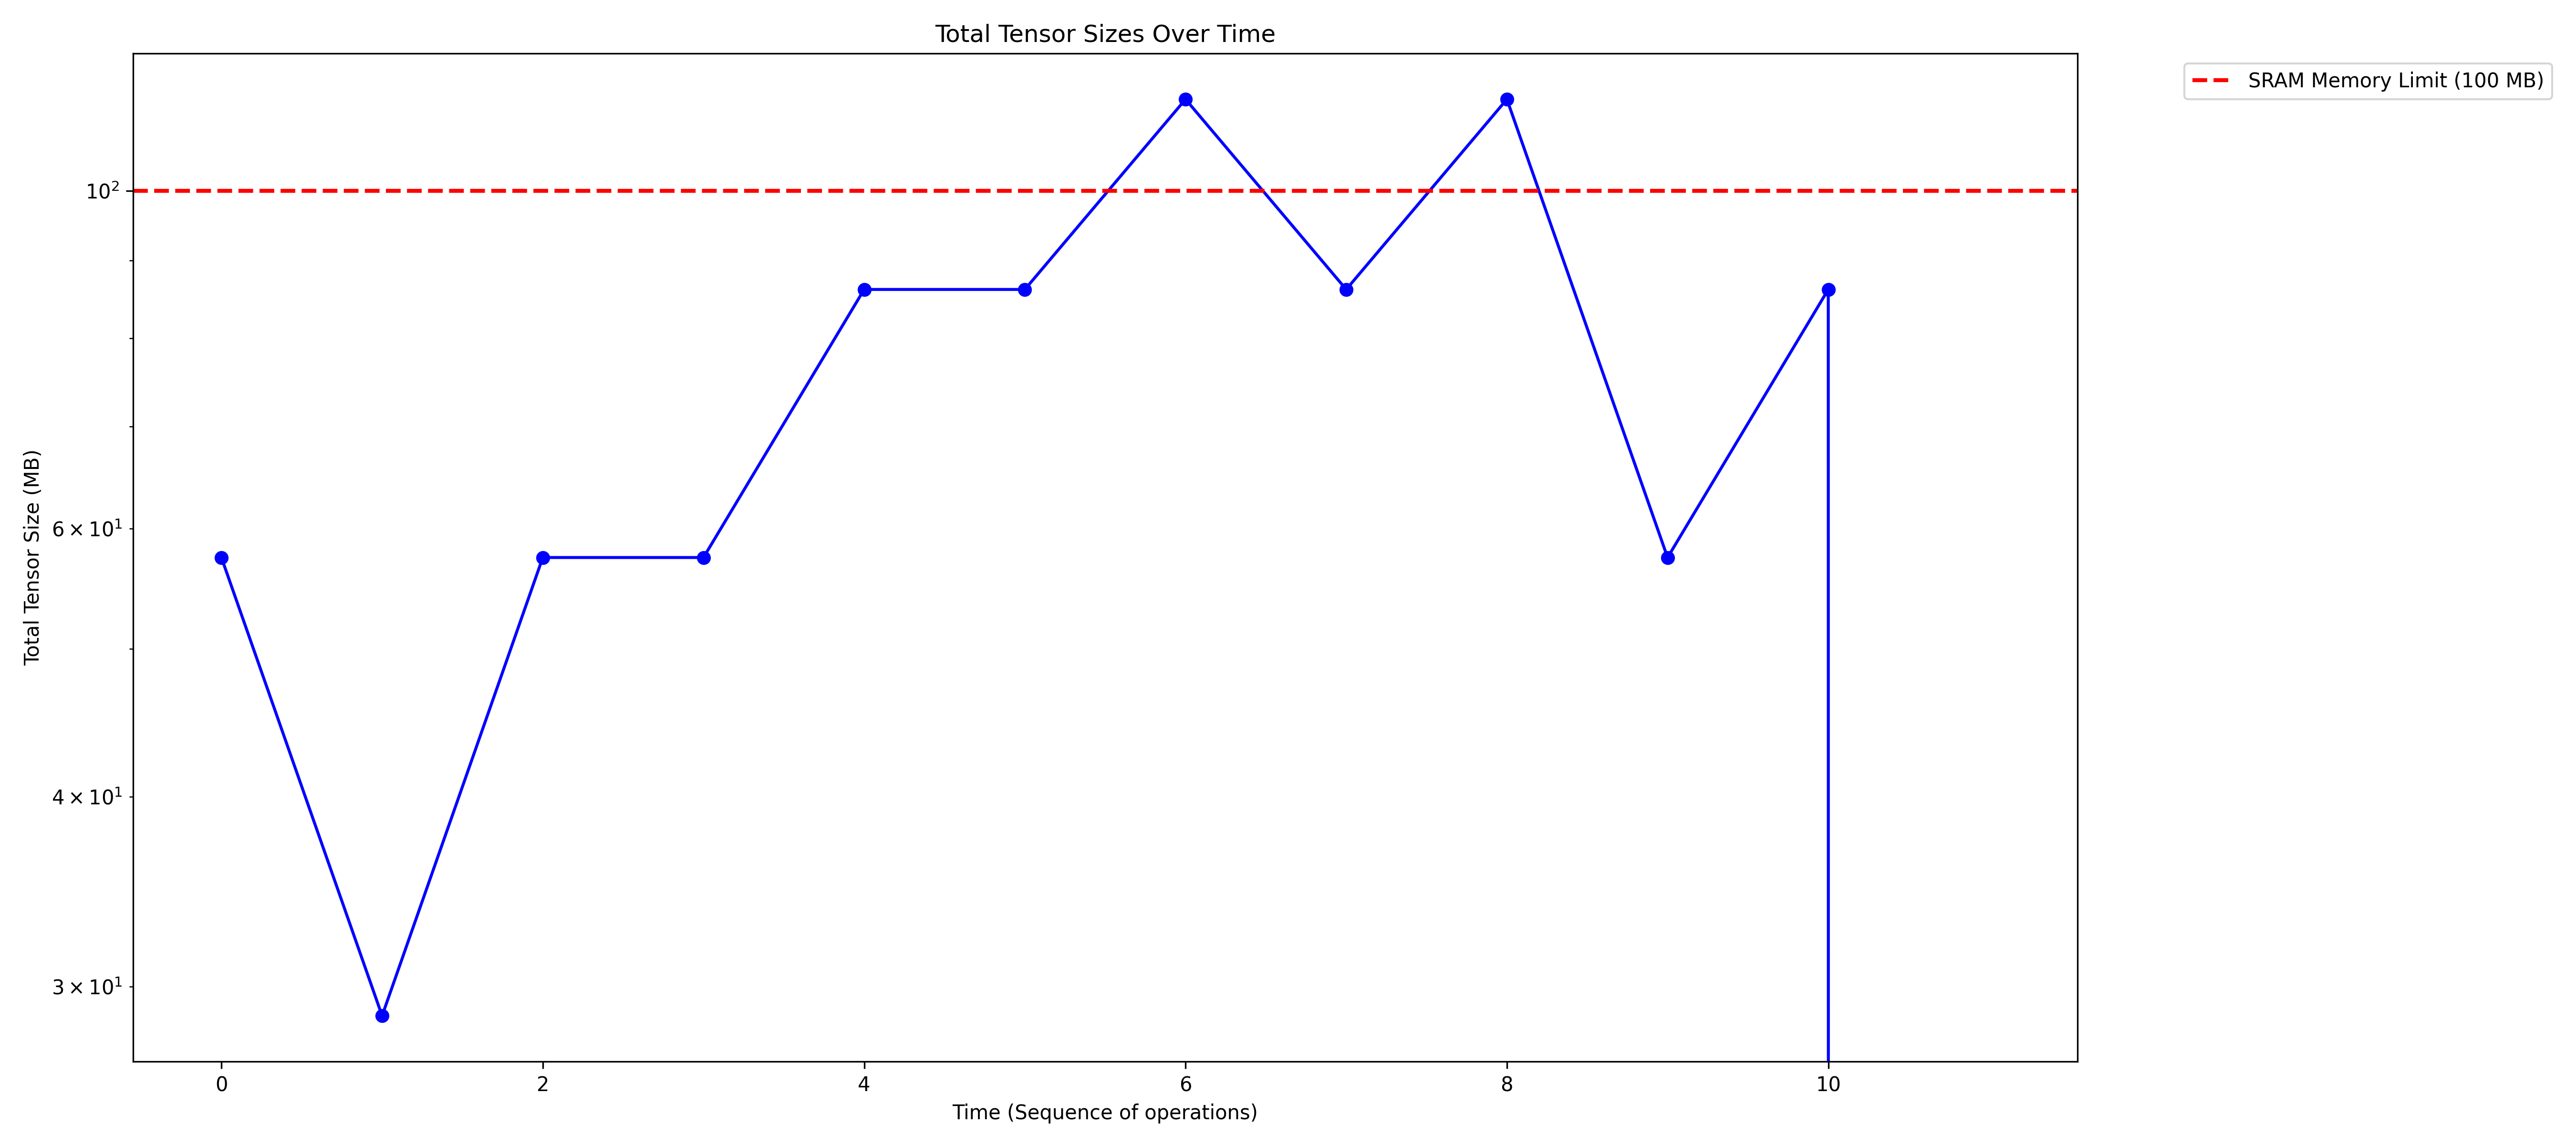 Total Tensor Sizes Over Time
SRAM Memory Limit (100 MB)
10²
6 × 10¹
4 × 10¹
3 × 10¹
Total Tensor Size (MB)
0 2 4 6 8 10
Time (Sequence of operations)